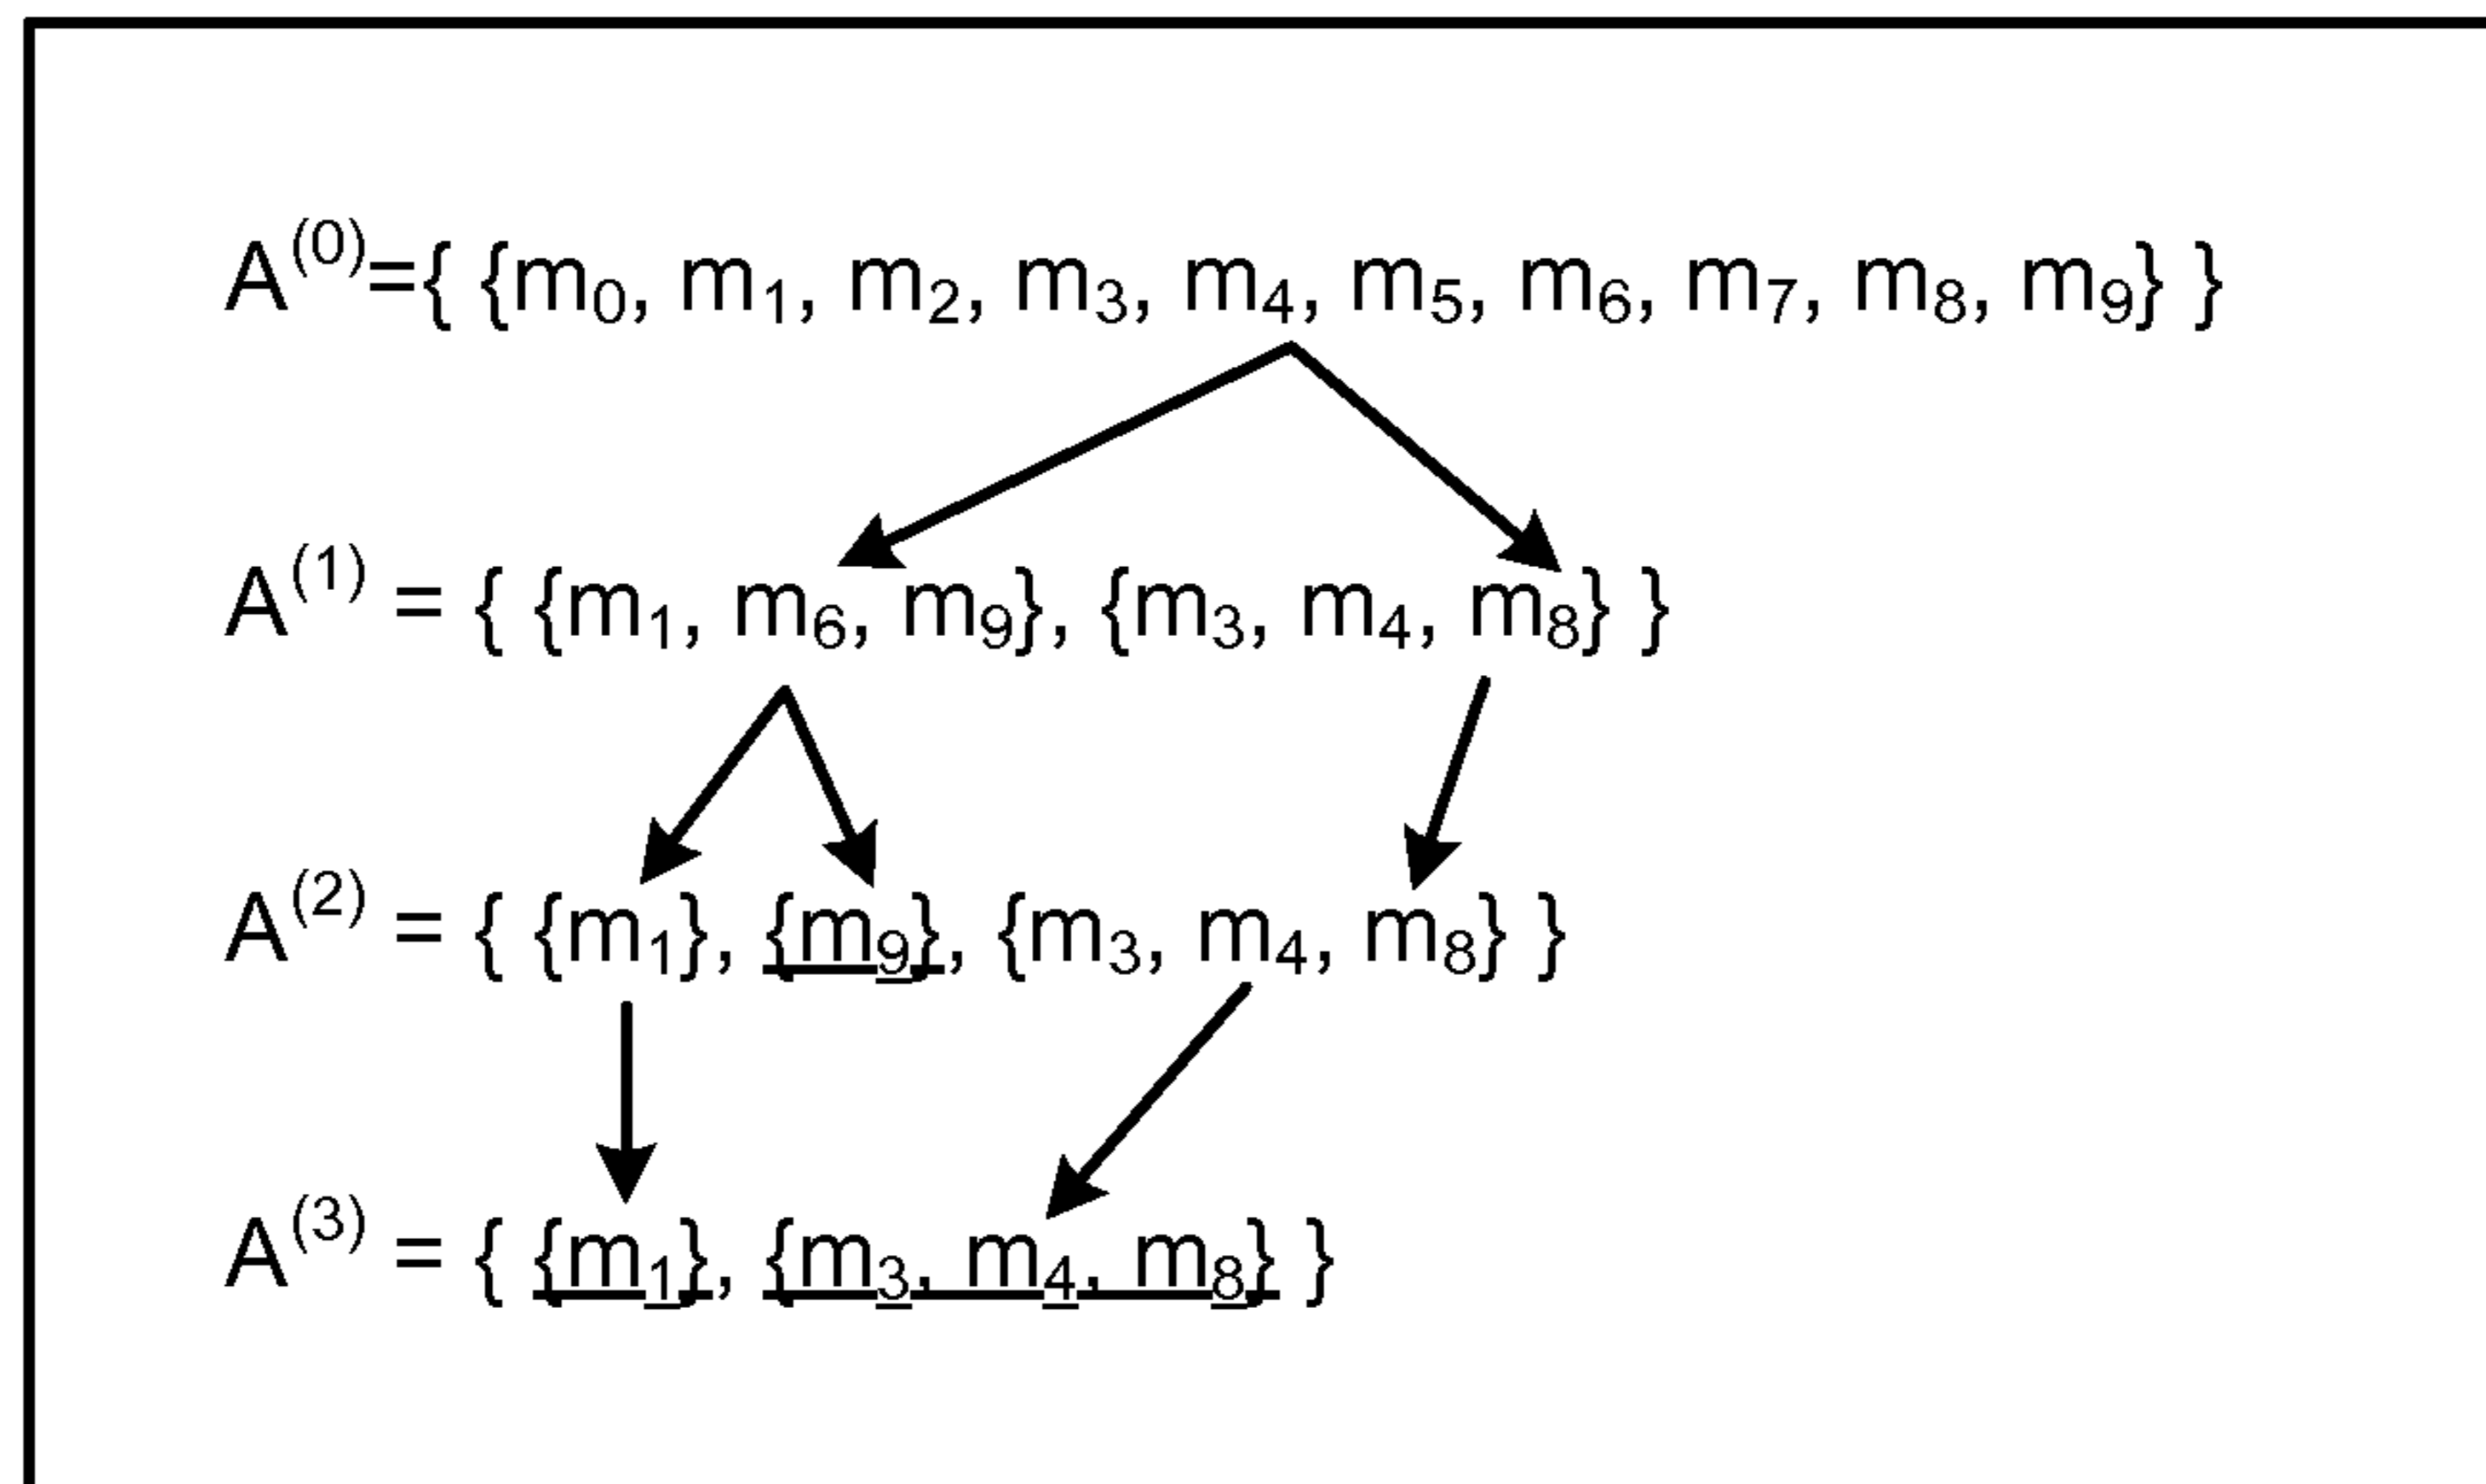 A⁽⁰⁾={ {m₀, m₁, m₂, m₃, m₄, m₅, m₆, m₇, m₈, m₉} }
A⁽¹⁾ = { {m₁, m₆, m₉}, {m₃, m₄, m₈} }
A⁽²⁾ = { {m₁}, {m₉}, {m₃, m₄, m₈} }
A⁽³⁾ = { {m₁}, {m₃, m₄, m₈} }